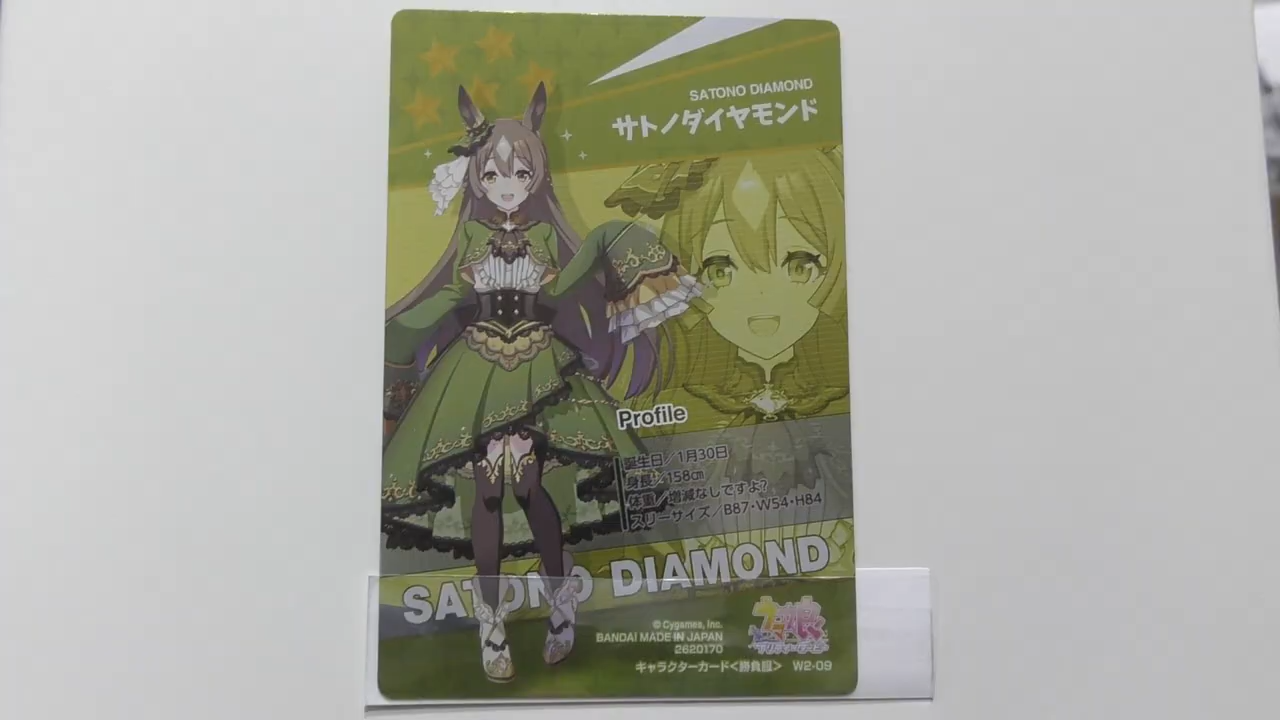 SATONO DIAMOND
サトノダイヤモンド
Profile
誕生日/1月30日
身長/158㎝
体重/増減なしですよ?
スリーサイズ/B87・W54・H84
SATONO DIAMOND
© Cygames, Inc.
BANDAI MADE IN JAPAN
2620170
ウマ娘
キャラクターカード<勝負服> W2-09